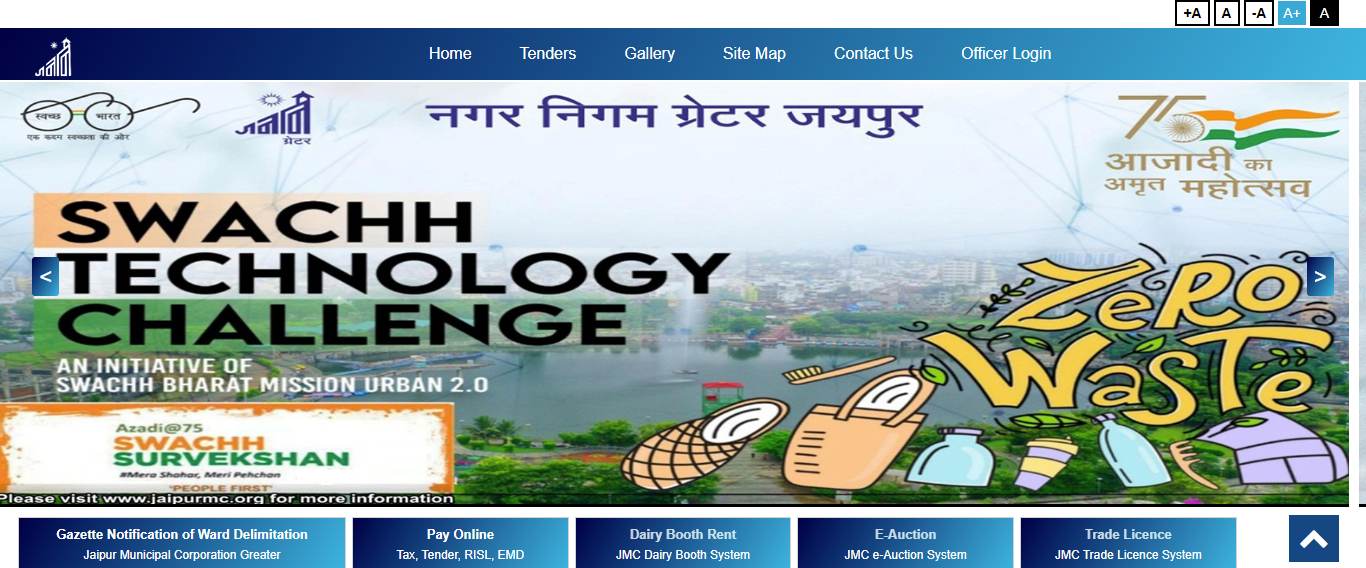 +A A -A A+ A
जयपुर
Home Tenders Gallery Site Map Contact Us Officer Login
स्वच्छ भारत
एक कदम स्वच्छता की ओर
जयपुर
ग्रेटर
नगर निगम ग्रेटर जयपुर
75
आजादी का
अमृत महोत्सव
SWACHH
TECHNOLOGY
CHALLENGE
< >
AN INITIATIVE OF
SWACHH BHARAT MISSION URBAN 2.0
ZeRO
WaSTe
Azadi@75
SWACHH
SURVEKSHAN
#Mera Shahar, Meri Pehchan
'PEOPLE FIRST'
Please visit www.jaipurmc.org for more information
Gazette Notification of Ward Delimitation
Jaipur Municipal Corporation Greater
Pay Online
Tax, Tender, RISL, EMD
Dairy Booth Rent
JMC Dairy Booth System
E-Auction
JMC e-Auction System
Trade Licence
JMC Trade Licence System